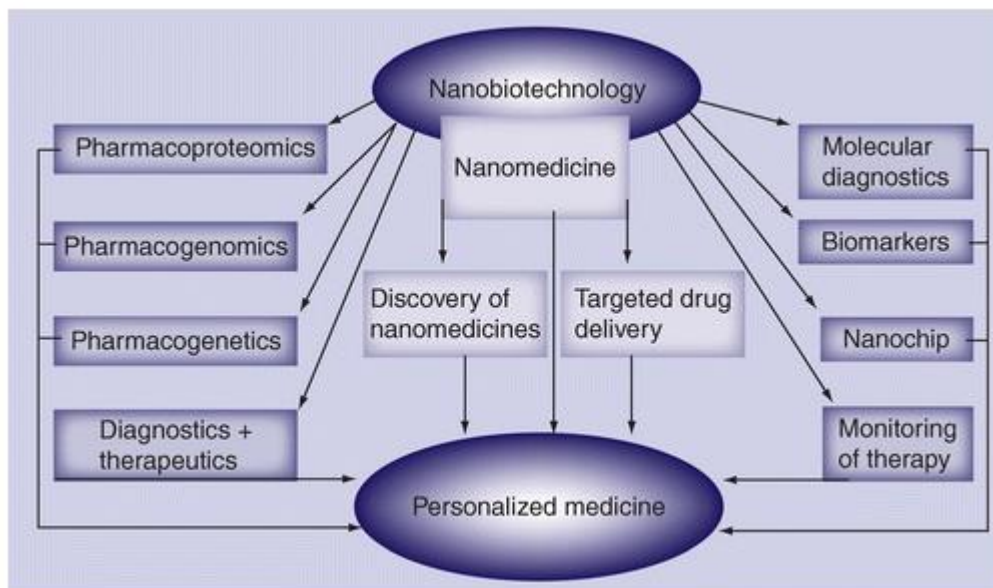 Nanobiotechnology
Nanomedicine
Pharmacoproteomics
Pharmacogenomics
Pharmacogenetics
Diagnostics +
therapeutics
Discovery of
nanomedicines
Targeted drug
delivery
Molecular
diagnostics
Biomarkers
Nanochip
Monitoring
of therapy
Personalized medicine